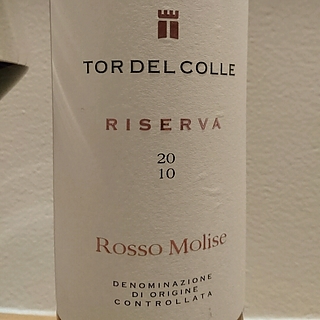 TOR DEL COLLE
RISERVA
20
10
Rosso Molise
DENOMINAZIONE
DI ORIGINE
CONTROLLATA